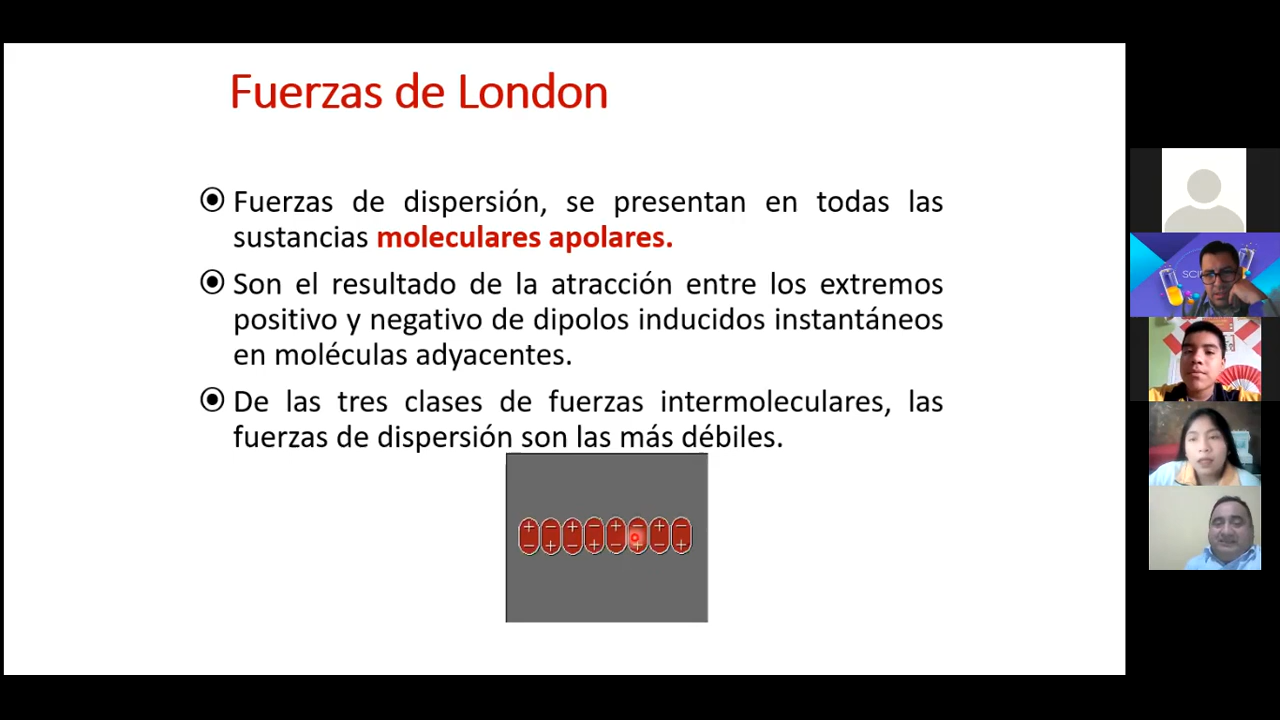 Fuerzas de London
Fuerzas de dispersión, se presentan en todas las
sustancias moleculares apolares.
Son el resultado de la atracción entre los extremos
positivo y negativo de dipolos inducidos instantáneos
en moléculas adyacentes.
De las tres clases de fuerzas intermoleculares, las
fuerzas de dispersión son las más débiles.
+ − + − + − + −
− + − + − + − +